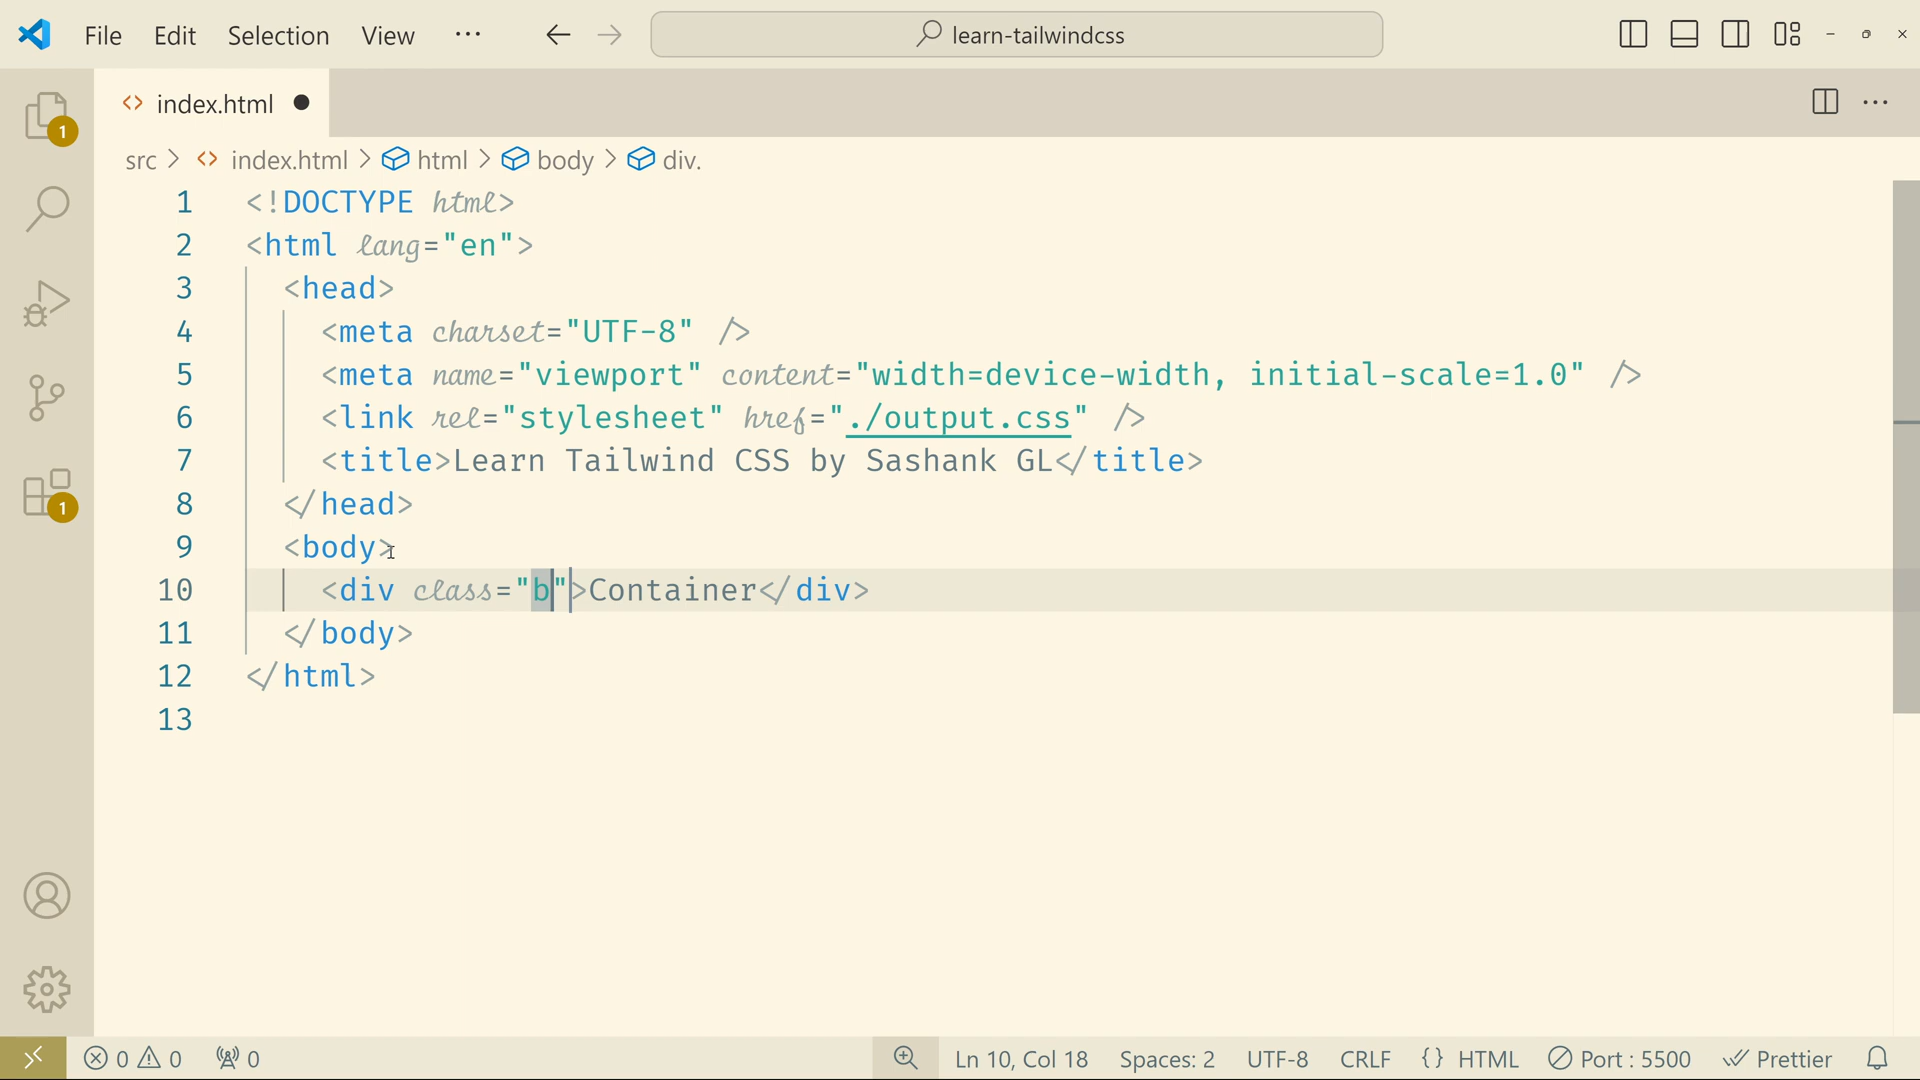 File Edit Selection View ··· learn-tailwindcss
index.html
src > index.html > html > body > div.
1 <!DOCTYPE html>
2 <html lang="en">
3 <head>
4 <meta charset="UTF-8" />
5 <meta name="viewport" content="width=device-width, initial-scale=1.0" />
6 <link rel="stylesheet" href="./output.css" />
7 <title>Learn Tailwind CSS by Sashank GL</title>
8 </head>
9 <body>
10 <div class="b">Container</div>
11 </body>
12 </html>
13
1
1
0 0 0 Ln 10, Col 18 Spaces: 2 UTF-8 CRLF {} HTML Port : 5500 Prettier